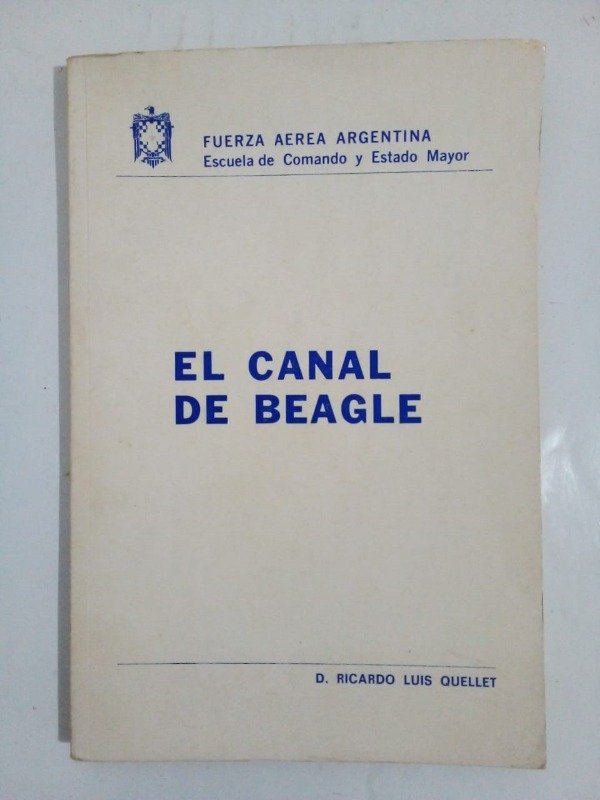 FUERZA AEREA ARGENTINA
Escuela de Comando y Estado Mayor
EL CANAL
DE BEAGLE
D. RICARDO LUIS QUELLET